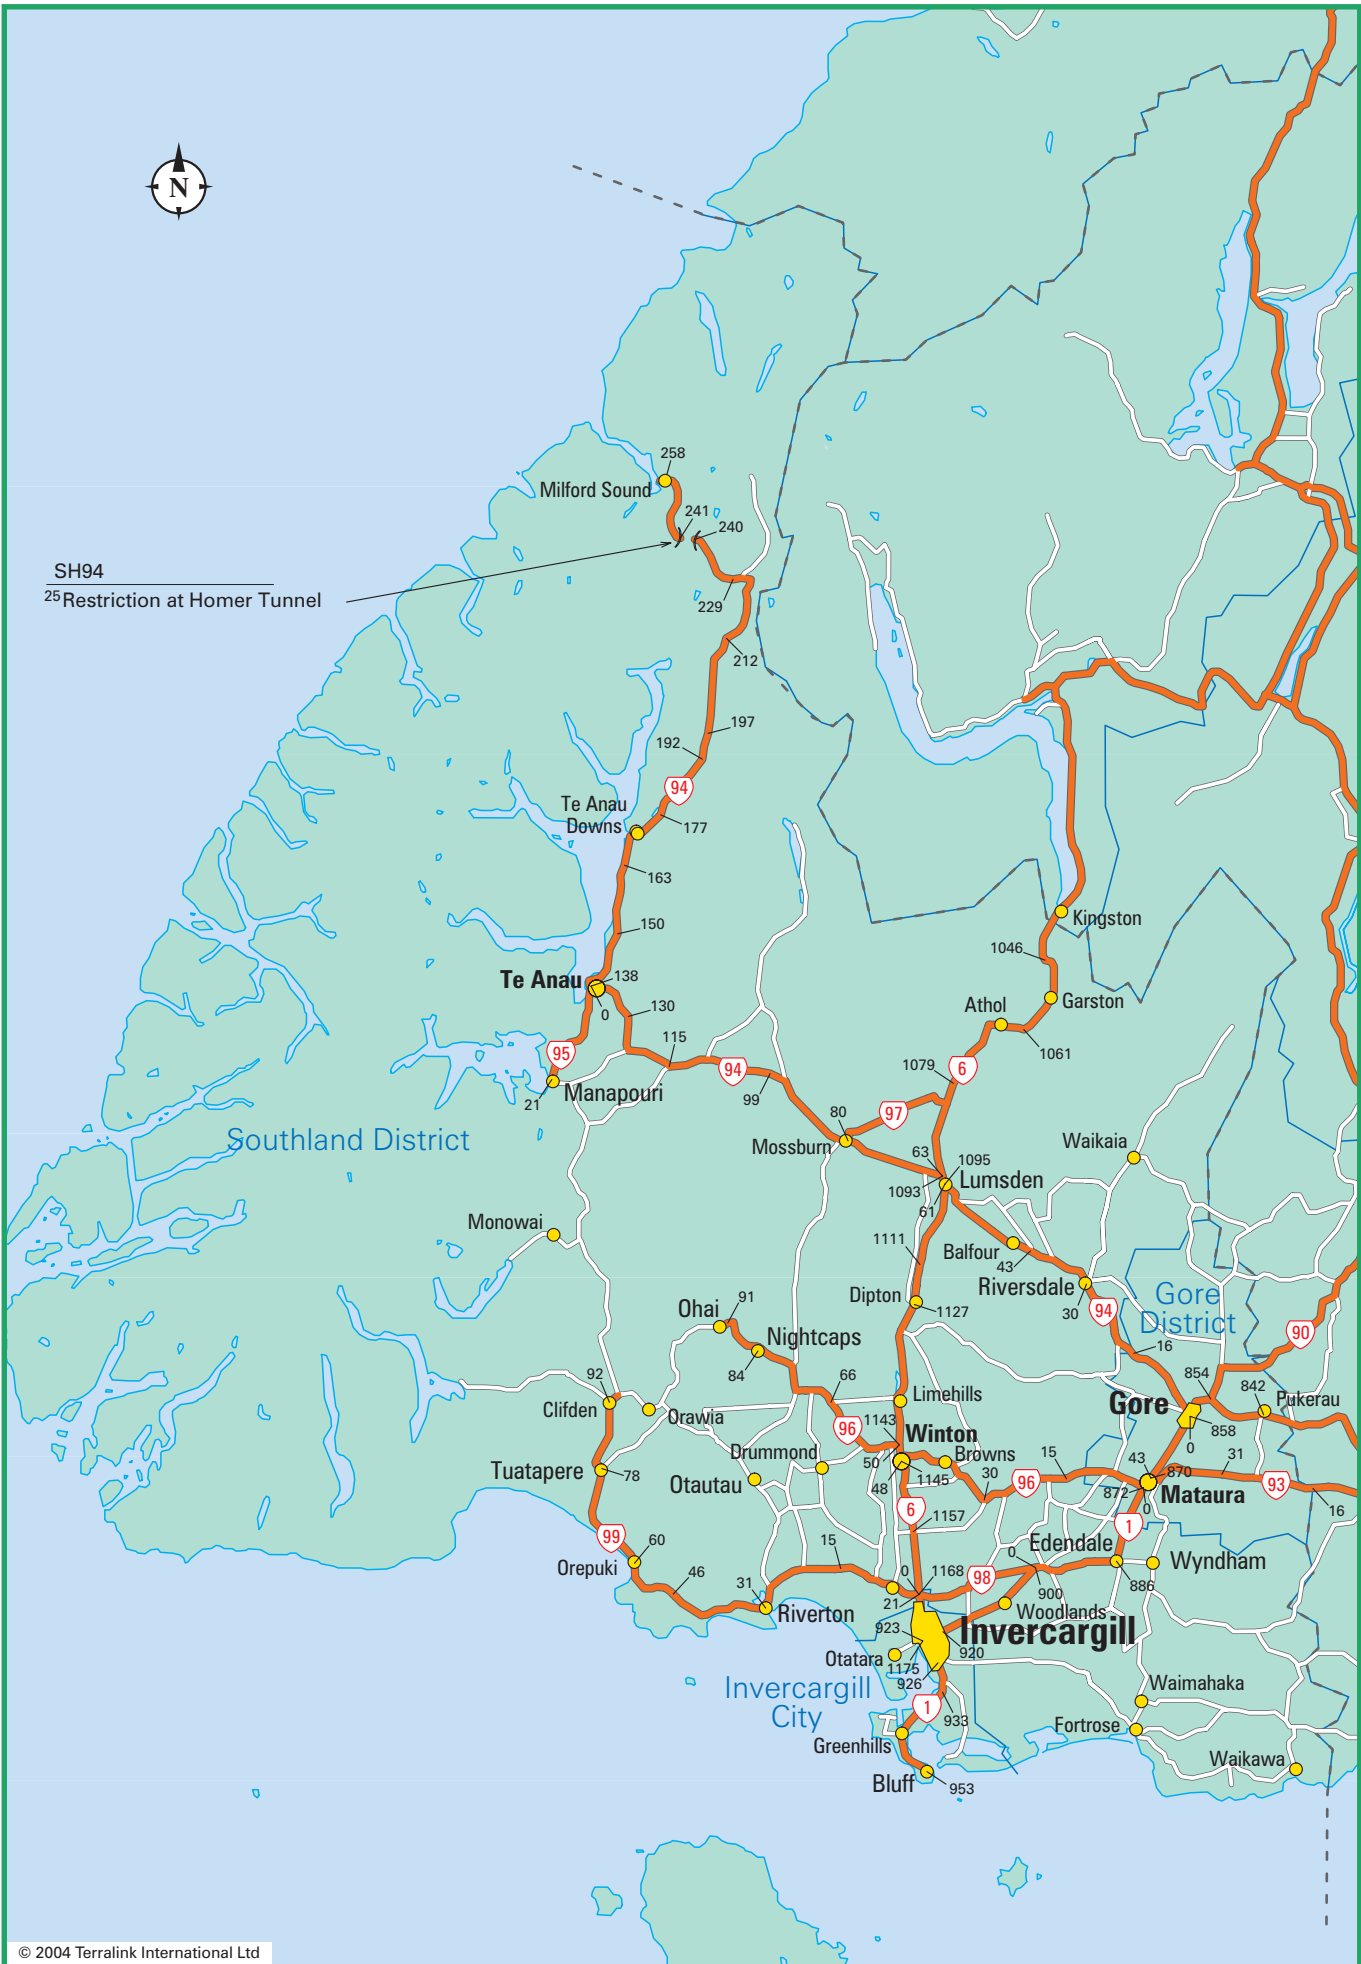 N
258
Milford Sound
241
240
SH94
25 Restriction at Homer Tunnel
229
212
197
192
94
Te Anau
Downs
177
163
150
Kingston
1046
Te Anau
138
0
130
Athol
Garston
1061
115
95
94
1079
6
Manapouri
21
99
97
80
Mossburn
Waikaia
Southland District
63
1095
1093
Lumsden
61
Monowai
1111
Balfour
43
Riversdale
30
94
Gore
District
Dipton
1127
Ohai
91
Nightcaps
84
16
90
92
66
Limehills
854
842
Pukerau
Clifden
Orawia
Gore
858
0
96
1143
Winton
Drummond
50
Browns
1145
48
30
96
15
43
870
31
93
Tuatapere
78
Otautau
872
Mataura
0
16
6
1157
1
99
60
15
Edendale
0
Wyndham
Orepuki
46
31
0
1168
98
900
886
Riverton
21
Woodlands
923
Invercargill
920
Otatara
1175
926
Invercargill
City
1
933
Waimahaka
Fortrose
Greenhills
Waikawa
Bluff
953
© 2004 Terralink International Ltd